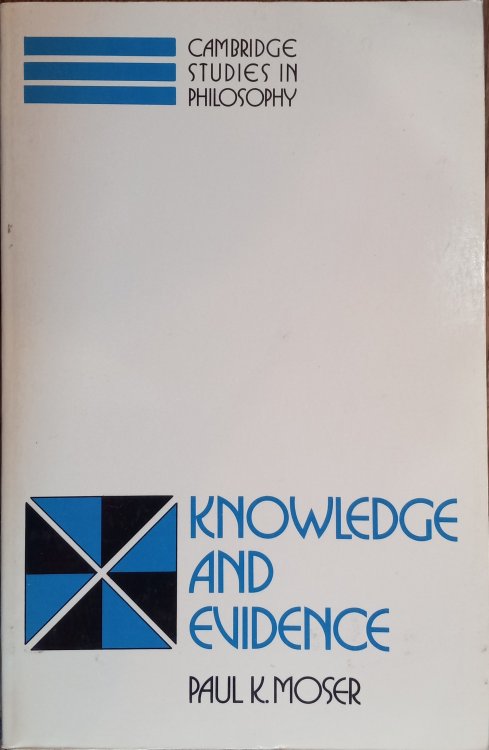 CAMBRIDGE
STUDIES IN
PHILOSOPHY
KNOWLEDGE
AND
EVIDENCE
PAUL K. MOSER